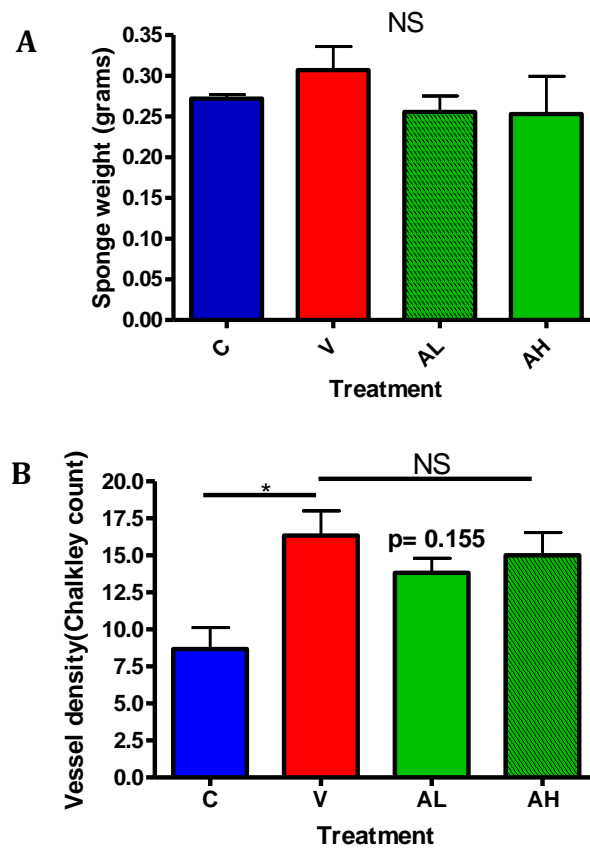 A
NS
Sponge weight (grams)
0.35
0.30
0.25
0.20
0.15
0.10
0.05
0.00
C V AL AH
Treatment
B
Vessel density(Chalkley count)
20.0
17.5
15.0
12.5
10.0
7.5
5.0
2.5
0.0
*
NS
p= 0.155
C V AL AH
Treatment